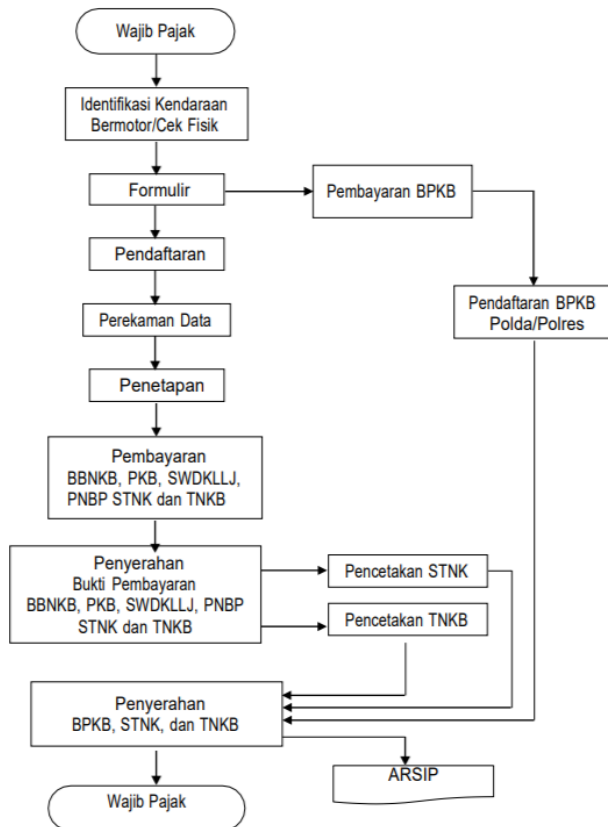 Wajib Pajak
Identifikasi Kendaraan
Bermotor/Cek Fisik
Formulir
Pembayaran BPKB
Pendaftaran
Pendaftaran BPKB
Polda/Polres
Perekaman Data
Penetapan
Pembayaran
BBNKB, PKB, SWDKLLJ,
PNBP STNK dan TNKB
Penyerahan
Bukti Pembayaran
BBNKB, PKB, SWDKLLJ, PNBP
STNK dan TNKB
Pencetakan STNK
Pencetakan TNKB
Penyerahan
BPKB, STNK, dan TNKB
ARSIP
Wajib Pajak